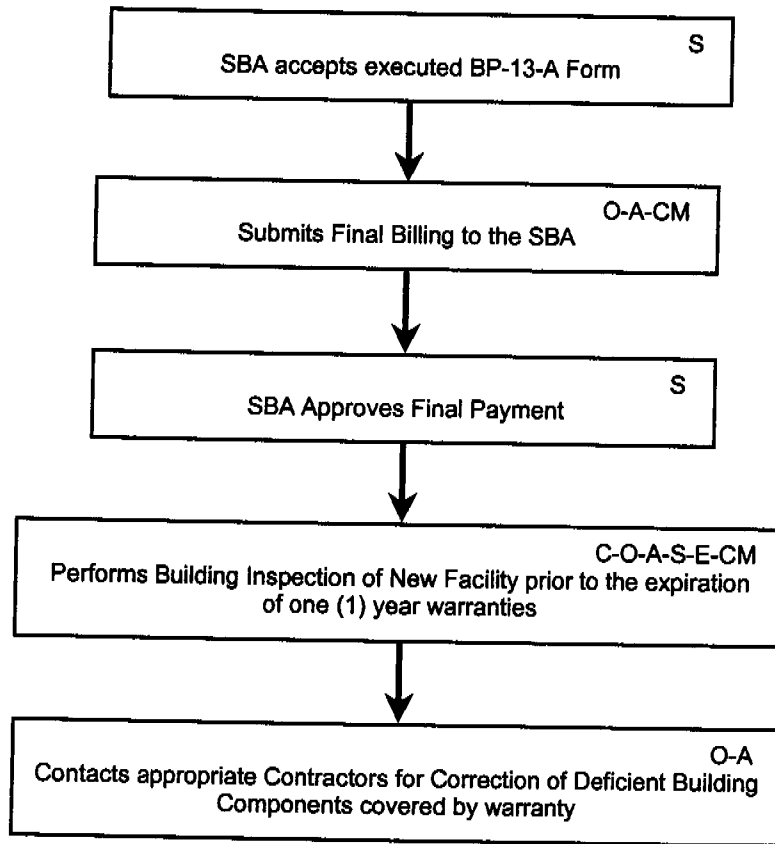 S
SBA accepts executed BP-13-A Form
O-A-CM
Submits Final Billing to the SBA
S
SBA Approves Final Payment
C-O-A-S-E-CM
Performs Building Inspection of New Facility prior to the expiration
of one (1) year warranties
O-A
Contacts appropriate Contractors for Correction of Deficient Building
Components covered by warranty